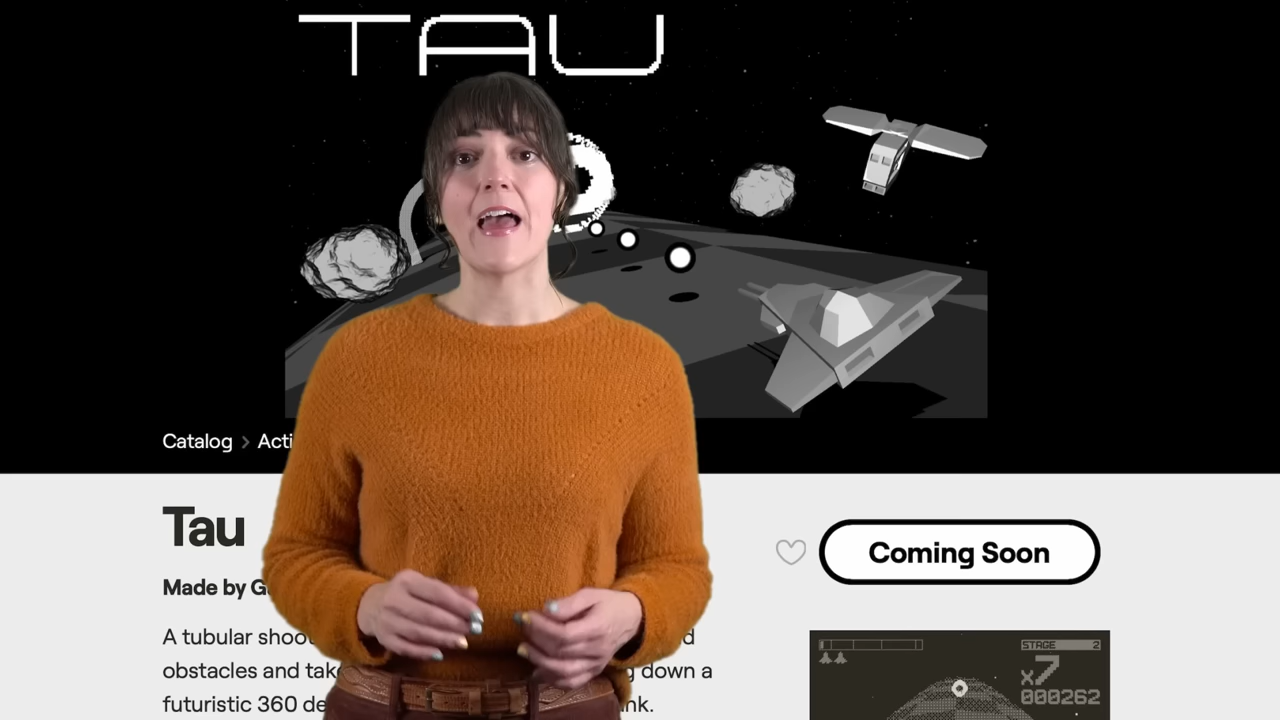 TAU
Catalog > Acti
Tau
Coming Soon
Made by G
A tubular shoot d
obstacles and take g down a
futuristic 360 de nk.
STAGE 2
x7
000262